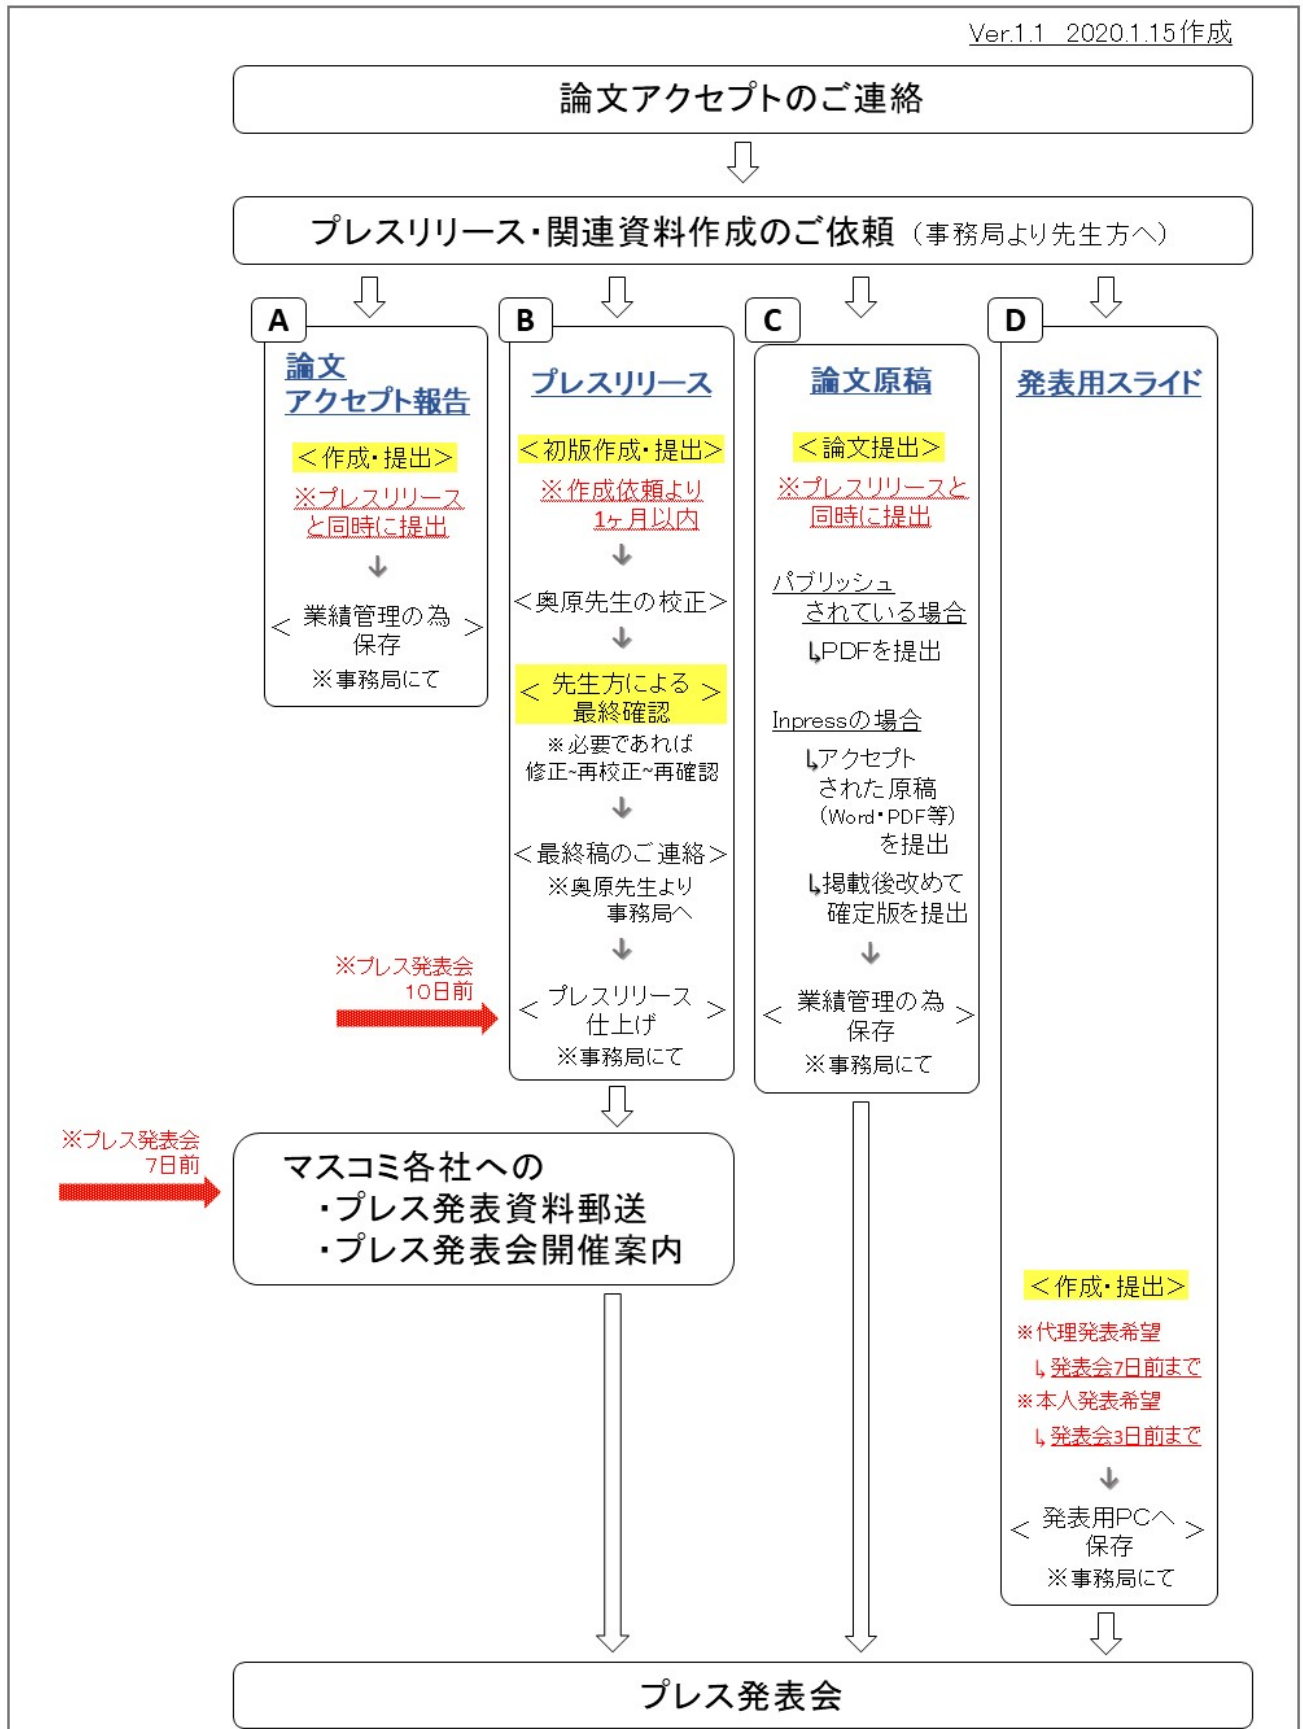 Ver.1.1 2020.1.15作成
論文アクセプトのご連絡
プレスリリース・関連資料作成のご依頼（事務局より先生方へ）
A
論文
アクセプト報告
＜作成・提出＞
※プレスリリース
と同時に提出
↓
＜業績管理の為
保存＞
※事務局にて
B
プレスリリース
＜初版作成・提出＞
※作成依頼より
1ヶ月以内
↓
＜奥原先生の校正＞
↓
＜先生方による
最終確認＞
※必要であれば
修正~再校正~再確認
↓
＜最終稿のご連絡＞
※奥原先生より
事務局へ
↓
※プレス発表会
10日前
＜プレスリリース
仕上げ＞
※事務局にて
C
論文原稿
＜論文提出＞
※プレスリリースと
同時に提出
パブリッシュ
されている場合
↳PDFを提出
Inpressの場合
↳アクセプト
された原稿
（Word・PDF等）
を提出
↳掲載後改めて
確定版を提出
↓
＜業績管理の為
保存＞
※事務局にて
D
発表用スライド
＜作成・提出＞
※代理発表希望
↳発表会7日前まで
※本人発表希望
↳発表会3日前まで
↓
＜発表用PCへ
保存＞
※事務局にて
※プレス発表会
7日前
マスコミ各社への
・プレス発表資料郵送
・プレス発表会開催案内
プレス発表会